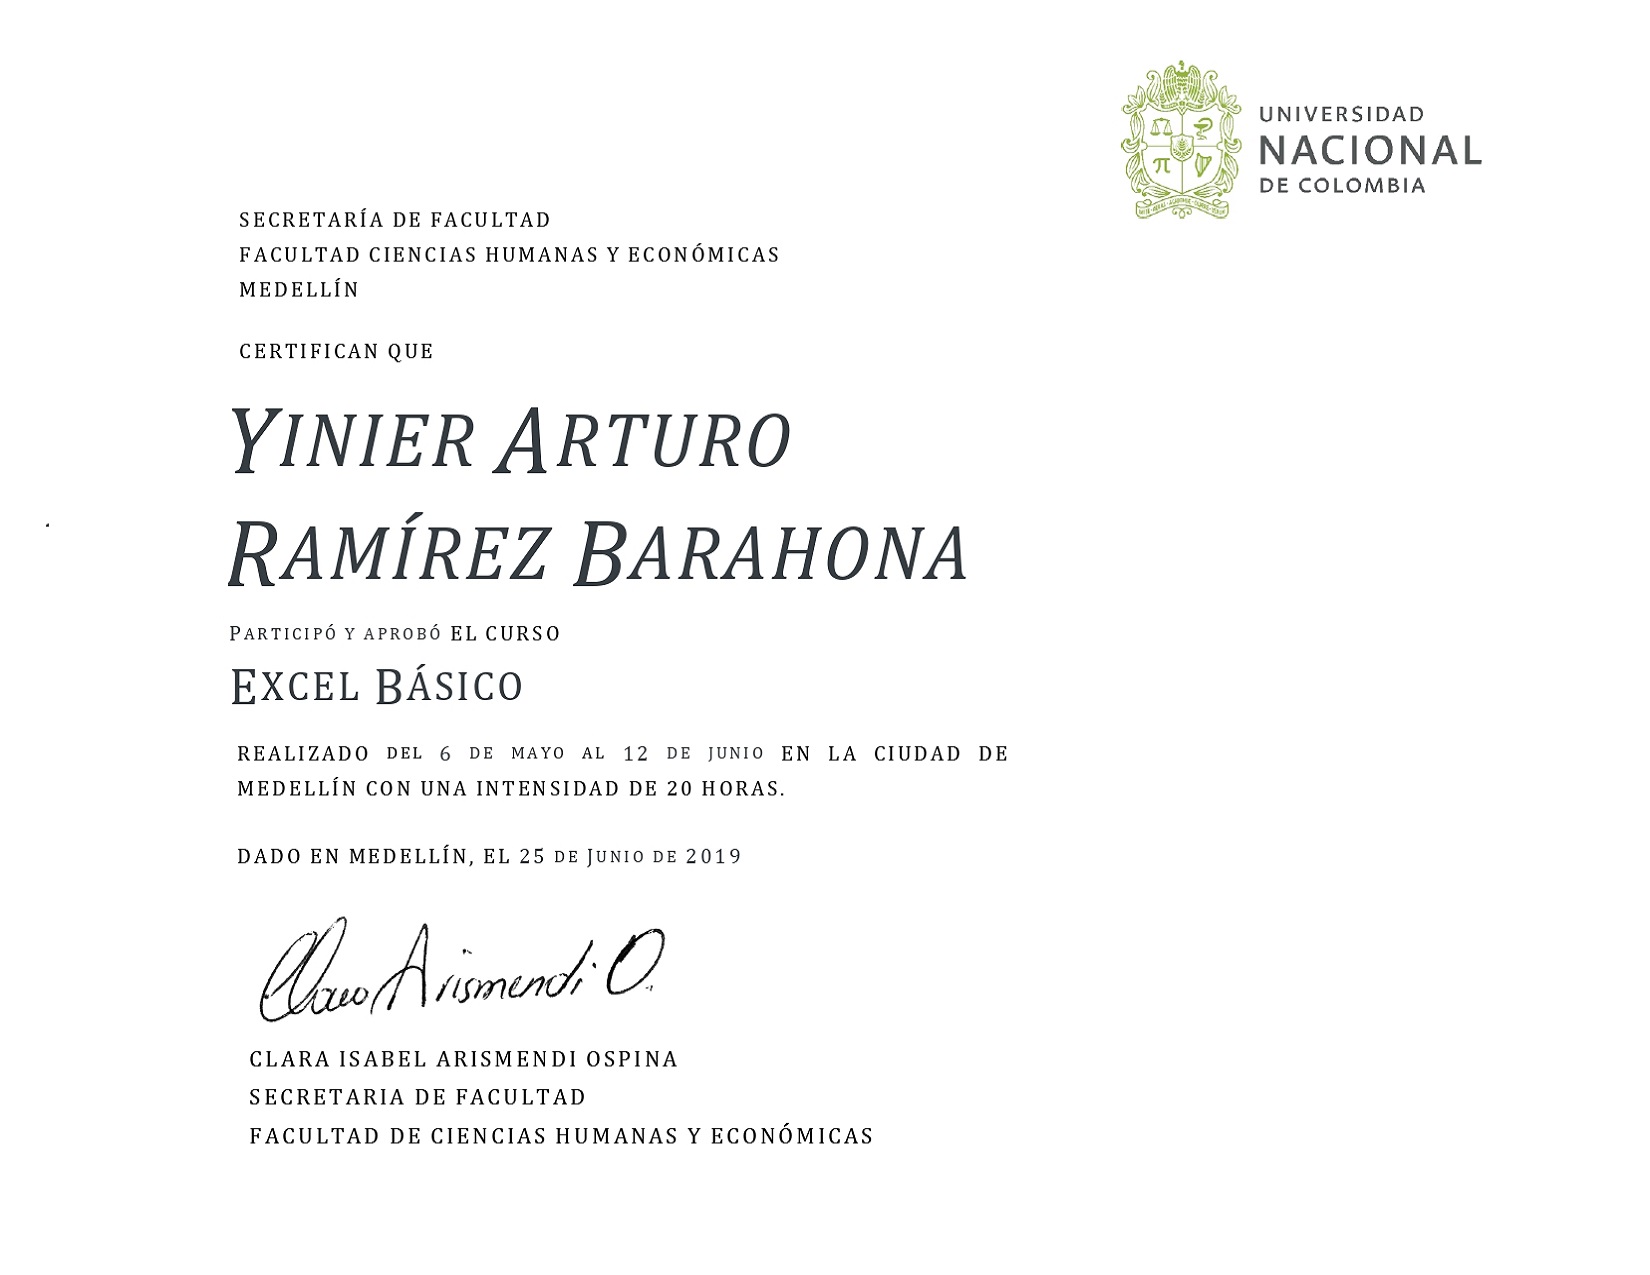 UNIVERSIDAD
NACIONAL
DE COLOMBIA
SECRETARÍA DE FACULTAD
FACULTAD CIENCIAS HUMANAS Y ECONÓMICAS
MEDELLÍN
CERTIFICAN QUE
YINIER ARTURO
RAMÍREZ BARAHONA
PARTICIPÓ Y APROBÓ EL CURSO
EXCEL BÁSICO
REALIZADO DEL 6 DE MAYO AL 12 DE JUNIO EN LA CIUDAD DE
MEDELLÍN CON UNA INTENSIDAD DE 20 HORAS.
DADO EN MEDELLÍN, EL 25 DE JUNIO DE 2019
Clara Arismendi O.
CLARA ISABEL ARISMENDI OSPINA
SECRETARIA DE FACULTAD
FACULTAD DE CIENCIAS HUMANAS Y ECONÓMICAS